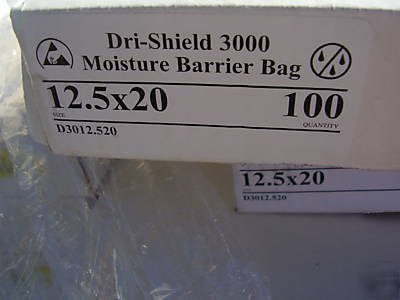 Dri-Shield 3000
Moisture Barrier Bag
12.5x20 100
SIZE QUANTITY
D3012.520
12.5x20
D3012.520